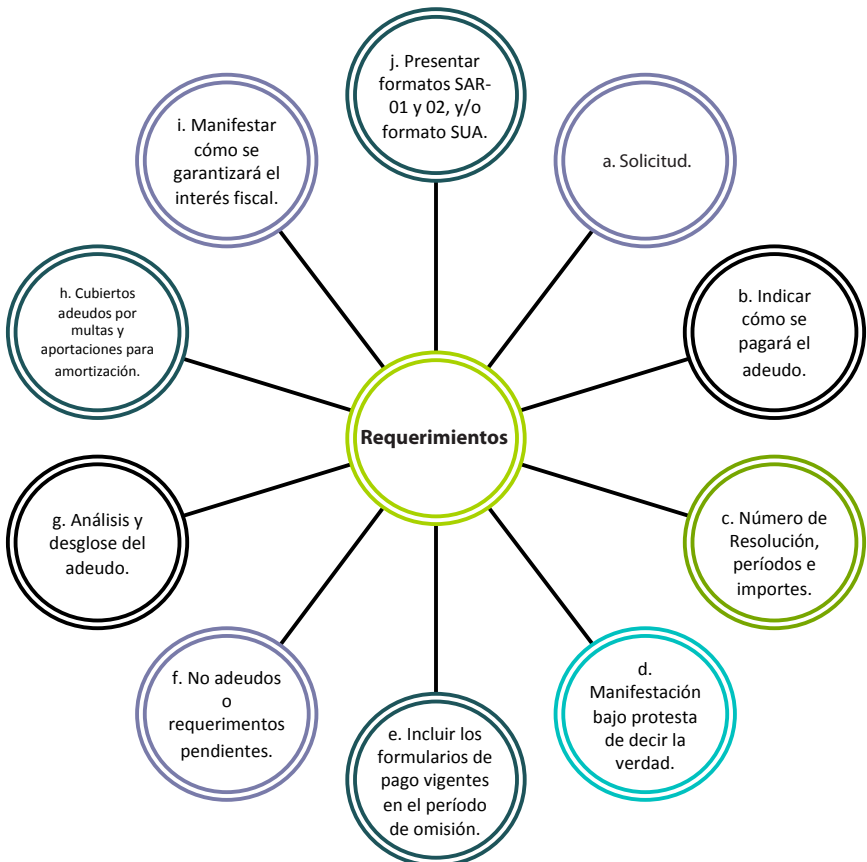 j. Presentar
formatos SAR-
01 y 02, y/o
formato SUA.
a. Solicitud.
b. Indicar
cómo se
pagará el
adeudo.
c. Número de
Resolución,
períodos e
importes.
d.
Manifestación
bajo protesta
de decir la
verdad.
e. Incluir los
formularios de
pago vigentes
en el período
de omisión.
f. No adeudos
o
requerimentos
pendientes.
g. Análisis y
desglose del
adeudo.
h. Cubiertos
adeudos por
multas y
aportaciones para
amortización.
i. Manifestar
cómo se
garantizará el
interés fiscal.
Requerimientos